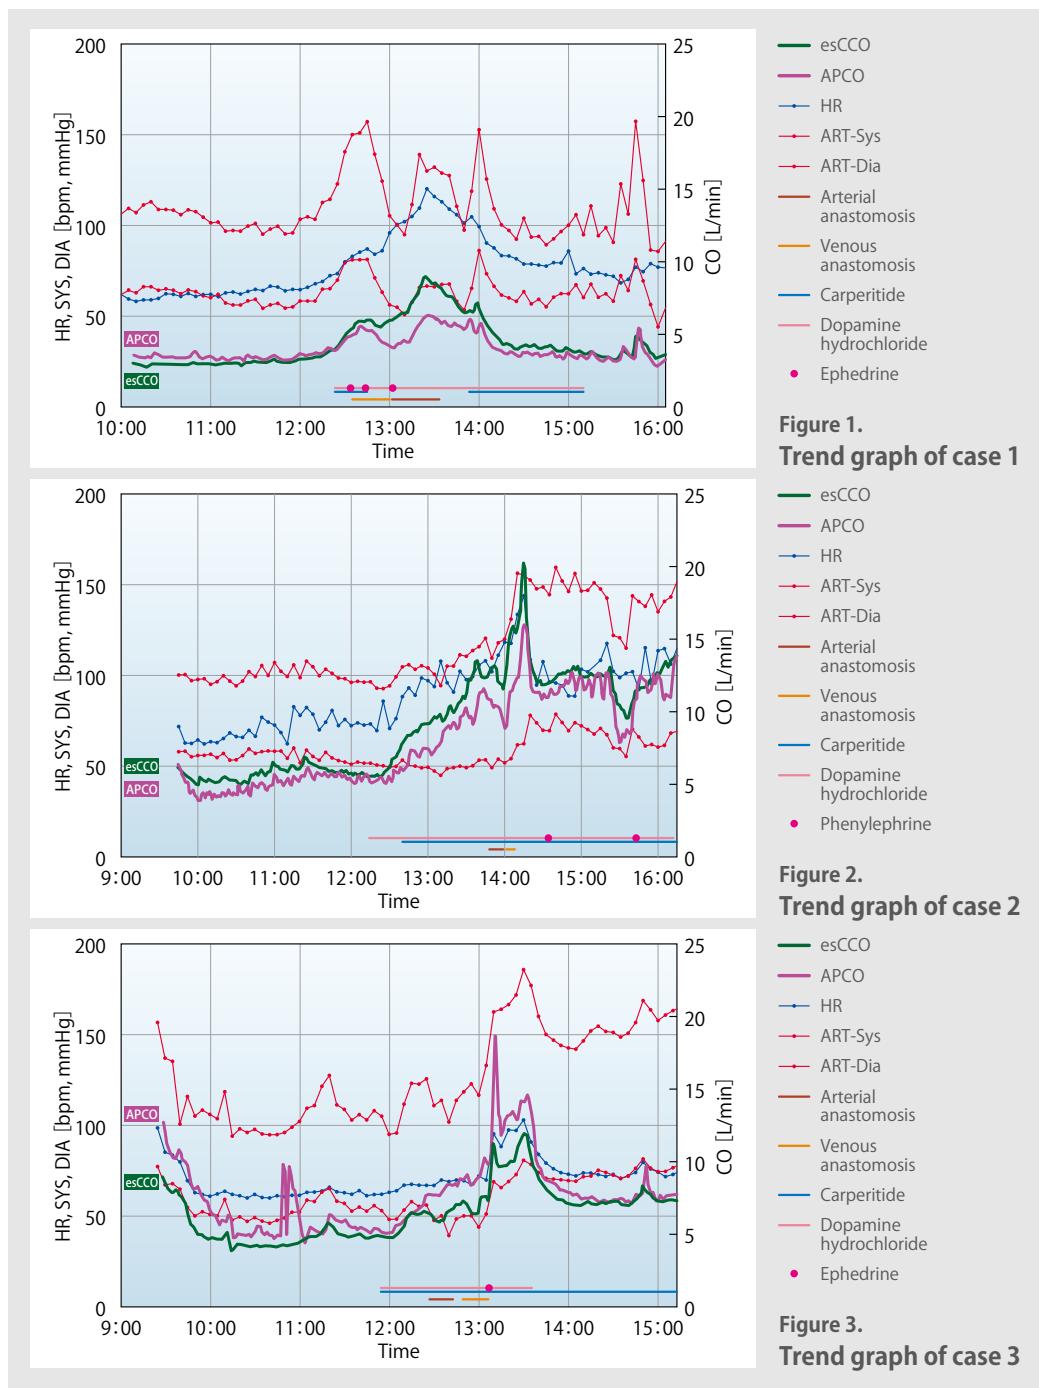 200
150
100
50
0
HR, SYS, DIA [bpm, mmHg]
25
20
15
10
5
0
CO [L/min]
APCO
esCCO
10:00 11:00 12:00 13:00 14:00 15:00 16:00
Time
esCCO
APCO
HR
ART-Sys
ART-Dia
Arterial
anastomosis
Venous
anastomosis
Carperitide
Dopamine
hydrochloride
Ephedrine
Figure 1.
Trend graph of case 1
200
150
100
50
0
HR, SYS, DIA [bpm, mmHg]
25
20
15
10
5
0
CO [L/min]
esCCO
APCO
9:00 10:00 11:00 12:00 13:00 14:00 15:00 16:00
Time
esCCO
APCO
HR
ART-Sys
ART-Dia
Arterial
anastomosis
Venous
anastomosis
Carperitide
Dopamine
hydrochloride
Phenylephrine
Figure 2.
Trend graph of case 2
200
150
100
50
0
HR, SYS, DIA [bpm, mmHg]
25
20
15
10
5
0
CO [L/min]
APCO
esCCO
9:00 10:00 11:00 12:00 13:00 14:00 15:00
Time
esCCO
APCO
HR
ART-Sys
ART-Dia
Arterial
anastomosis
Venous
anastomosis
Carperitide
Dopamine
hydrochloride
Ephedrine
Figure 3.
Trend graph of case 3